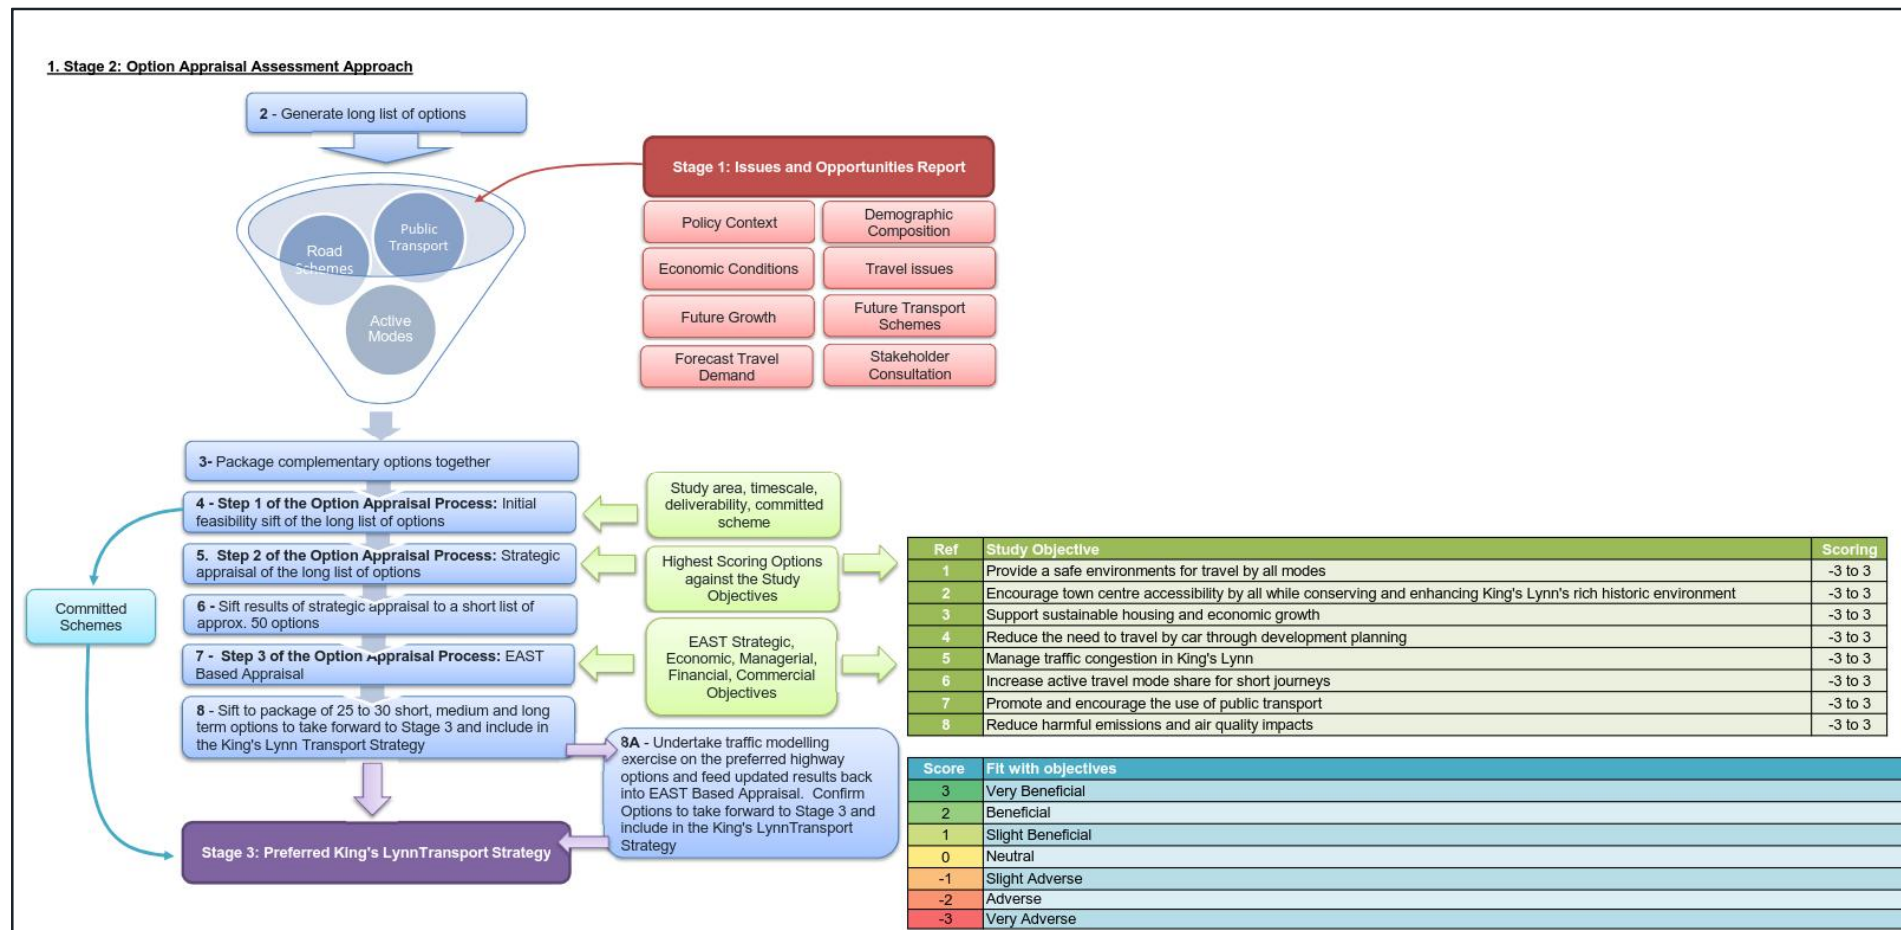 1. Stage 2: Option Appraisal Assessment Approach
2 - Generate long list of options
Public
Transport
Road
Schemes
Active
Modes
Stage 1: Issues and Opportunities Report
Policy Context
Demographic
Composition
Economic Conditions
Travel issues
Future Growth
Future Transport
Schemes
Forecast Travel
Demand
Stakeholder
Consultation
3- Package complementary options together
4 - Step 1 of the Option Appraisal Process: Initial
feasibility sift of the long list of options
5. Step 2 of the Option Appraisal Process: Strategic
appraisal of the long list of options
6 - Sift results of strategic appraisal to a short list of
approx. 50 options
7 - Step 3 of the Option Appraisal Process: EAST
Based Appraisal
8 - Sift to package of 25 to 30 short, medium and long
term options to take forward to Stage 3 and include in
the King's Lynn Transport Strategy
Committed
Schemes
Study area, timescale,
deliverability, committed
scheme
Highest Scoring Options
against the Study
Objectives
EAST Strategic,
Economic, Managerial,
Financial, Commercial
Objectives
8A - Undertake traffic modelling
exercise on the preferred highway
options and feed updated results back
into EAST Based Appraisal. Confirm
Options to take forward to Stage 3 and
include in the King's LynnTransport
Strategy
Stage 3: Preferred King's LynnTransport Strategy
Ref Study Objective Scoring
1 Provide a safe environments for travel by all modes -3 to 3
2 Encourage town centre accessibility by all while conserving and enhancing King's Lynn's rich historic environment -3 to 3
3 Support sustainable housing and economic growth -3 to 3
4 Reduce the need to travel by car through development planning -3 to 3
5 Manage traffic congestion in King's Lynn -3 to 3
6 Increase active travel mode share for short journeys -3 to 3
7 Promote and encourage the use of public transport -3 to 3
8 Reduce harmful emissions and air quality impacts -3 to 3
Score Fit with objectives
3 Very Beneficial
2 Beneficial
1 Slight Beneficial
0 Neutral
-1 Slight Adverse
-2 Adverse
-3 Very Adverse